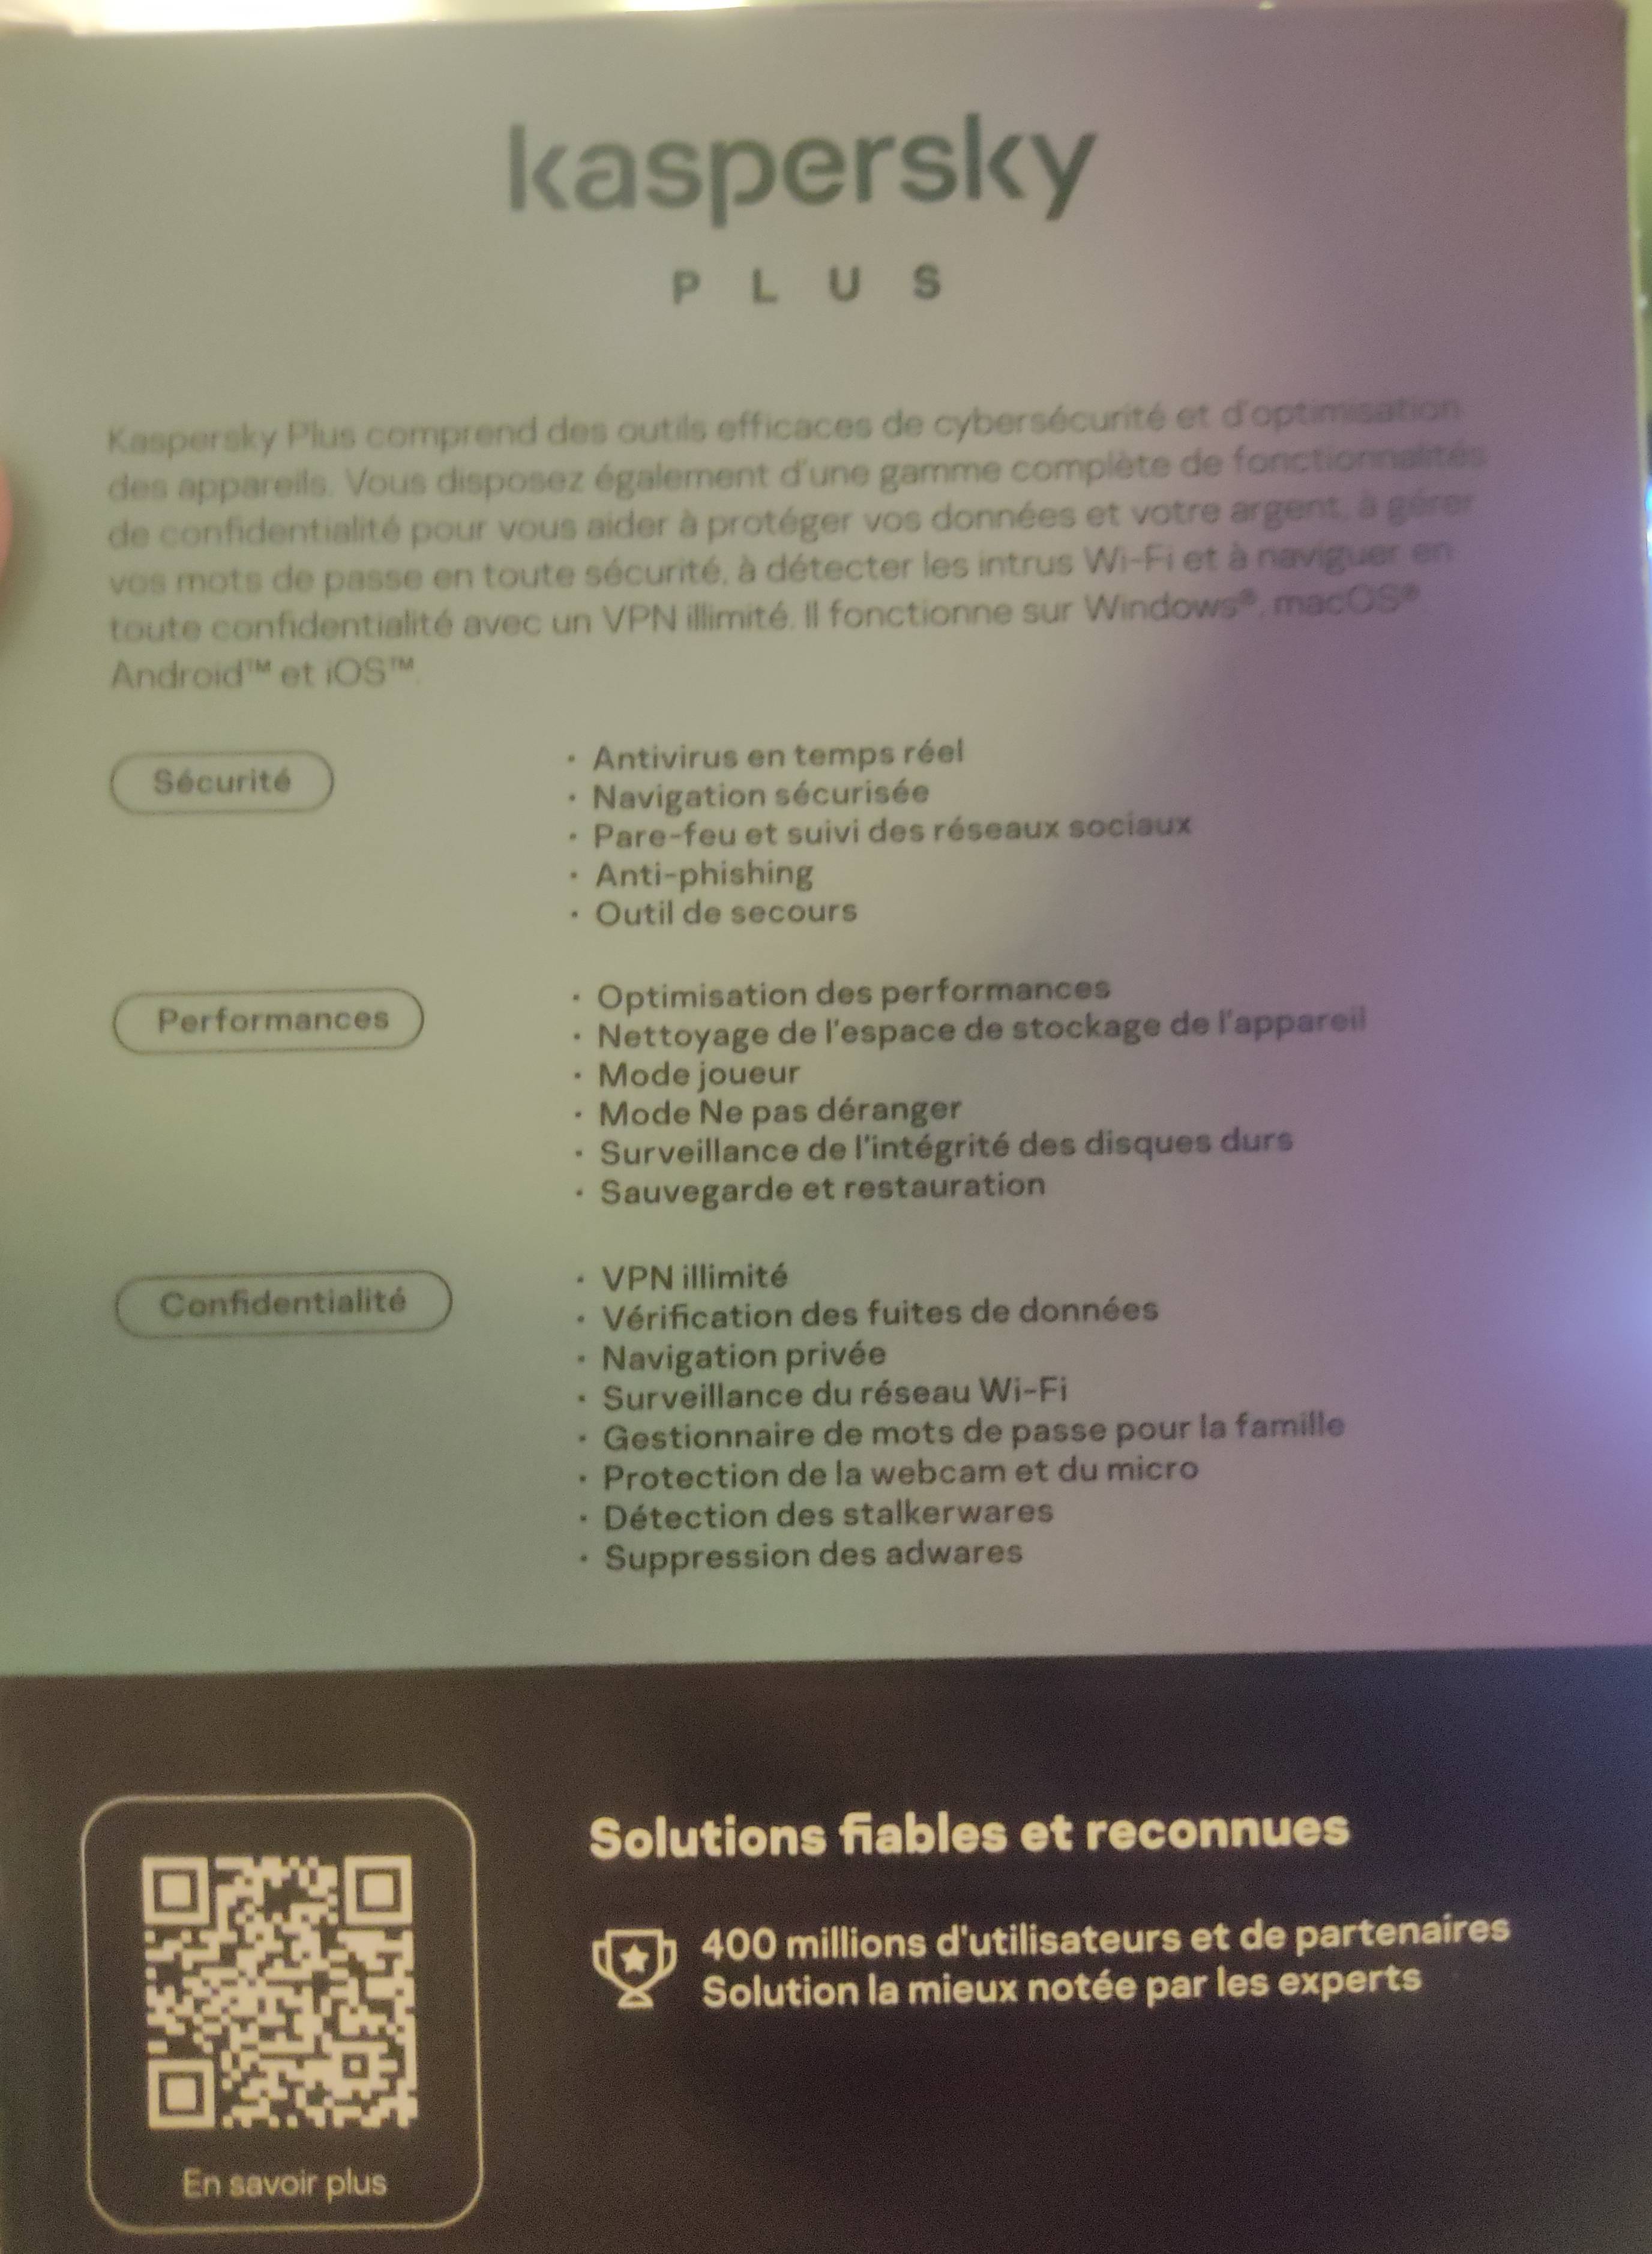 kaspersky
PLUS
Kaspersky Plus comprend des outils efficaces de cybersécurité et d'optimisation
des appareils. Vous disposez également d'une gamme complète de fonctionnalités
de confidentialité pour vous aider à protéger vos données et votre argent, à gérer
vos mots de passe en toute sécurité, à détecter les intrus Wi-Fi et à naviguer en
toute confidentialité avec un VPN illimité. Il fonctionne sur Windows®, macOS®
Android™ et iOS™.
Sécurité
· Antivirus en temps réel
· Navigation sécurisée
· Pare-feu et suivi des réseaux sociaux
· Anti-phishing
· Outil de secours
Performances
· Optimisation des performances
· Nettoyage de l'espace de stockage de l'appareil
· Mode joueur
· Mode Ne pas déranger
· Surveillance de l'intégrité des disques durs
· Sauvegarde et restauration
Confidentialité
· VPN illimité
· Vérification des fuites de données
· Navigation privée
· Surveillance du réseau Wi-Fi
· Gestionnaire de mots de passe pour la famille
· Protection de la webcam et du micro
· Détection des stalkerwares
· Suppression des adwares
Solutions fiables et reconnues
400 millions d'utilisateurs et de partenaires
Solution la mieux notée par les experts
En savoir plus